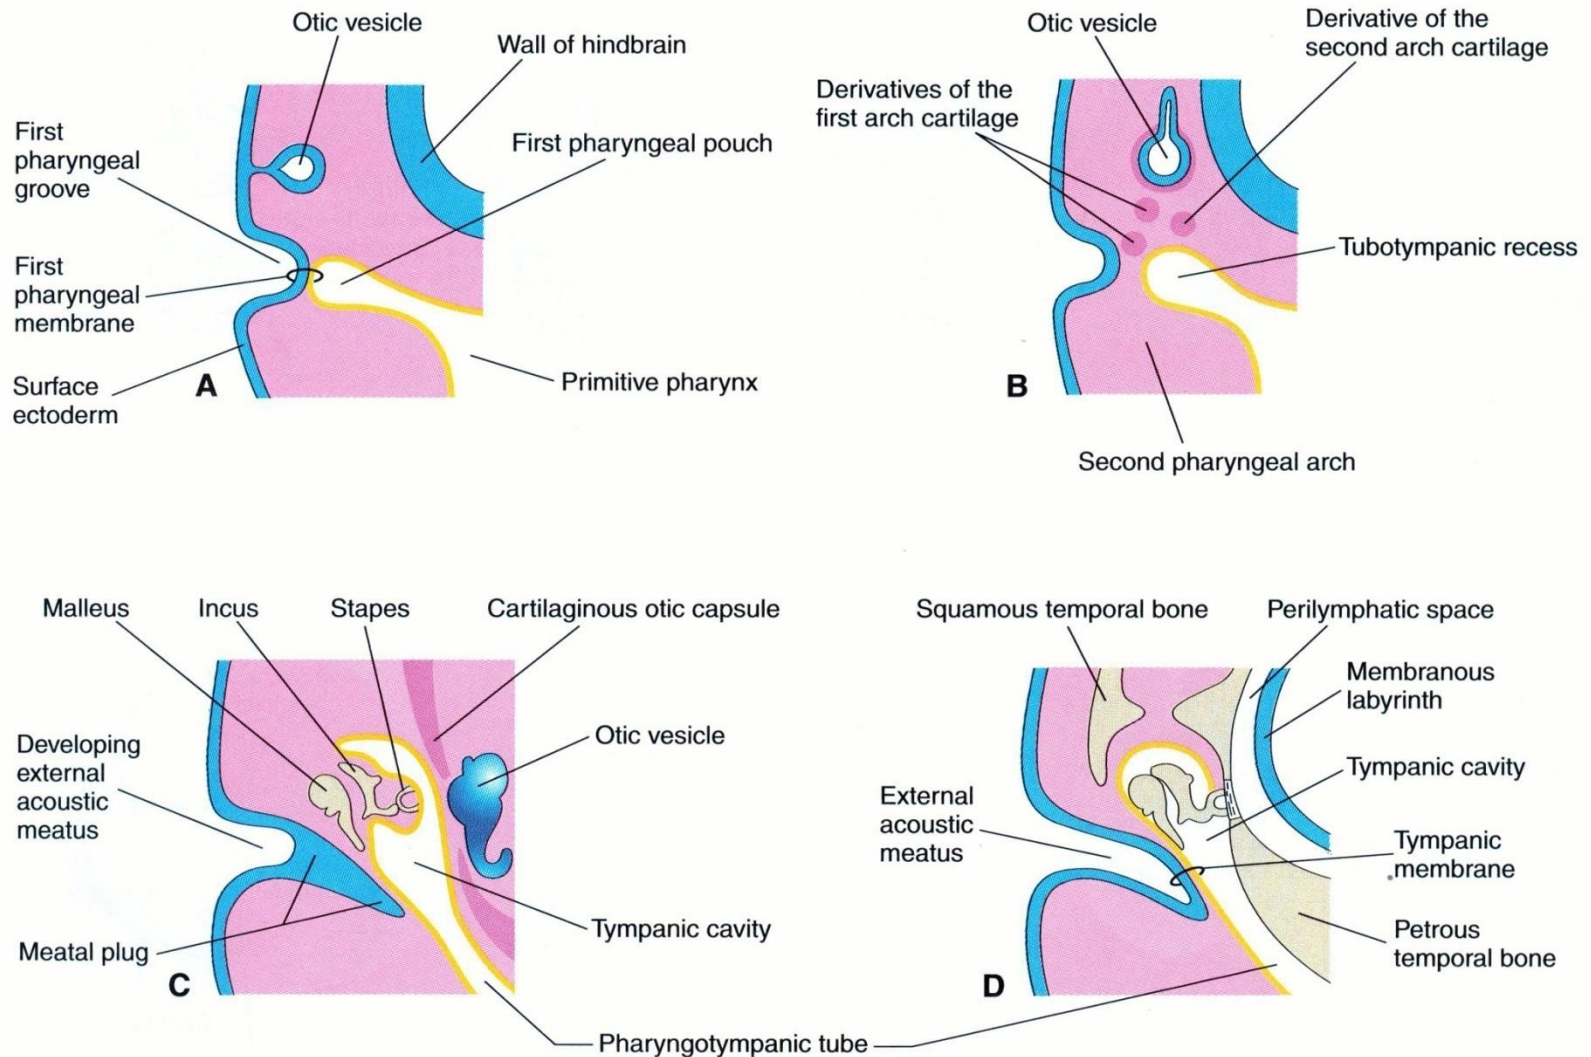 Otic vesicle
Wall of hindbrain
First
pharyngeal
groove
First pharyngeal pouch
First
pharyngeal
membrane
Surface
ectoderm
A
Primitive pharynx
Otic vesicle
Derivative of the
second arch cartilage
Derivatives of the
first arch cartilage
Tubotympanic recess
B
Second pharyngeal arch
Malleus
Incus
Stapes
Cartilaginous otic capsule
Developing
external
acoustic
meatus
Otic vesicle
Tympanic cavity
Meatal plug
C
Squamous temporal bone
Perilymphatic space
Membranous
labyrinth
Tympanic cavity
External
acoustic
meatus
Tympanic
membrane
Petrous
temporal bone
D
Pharyngotympanic tube